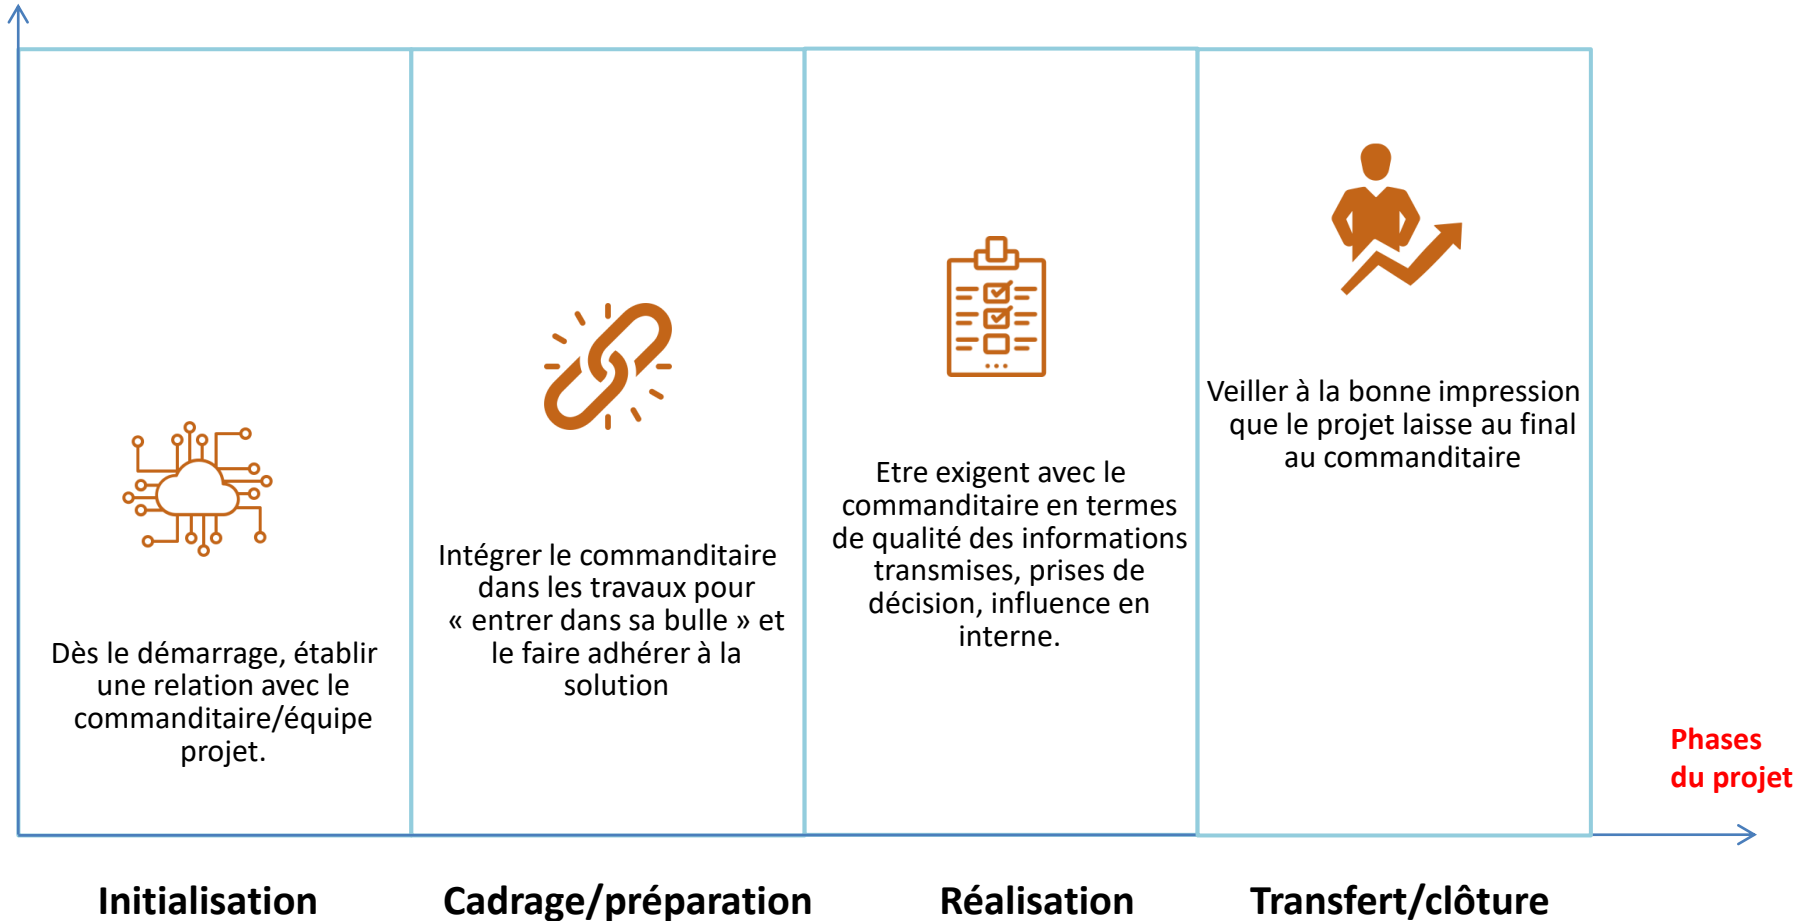 Dès le démarrage, établir
une relation avec le
commanditaire/équipe
projet.
Intégrer le commanditaire
dans les travaux pour
« entrer dans sa bulle » et
le faire adhérer à la
solution
Etre exigent avec le
commanditaire en termes
de qualité des informations
transmises, prises de
décision, influence en
interne.
Veiller à la bonne impression
que le projet laisse au final
au commanditaire
Phases
du projet
Initialisation
Cadrage/préparation
Réalisation
Transfert/clôture